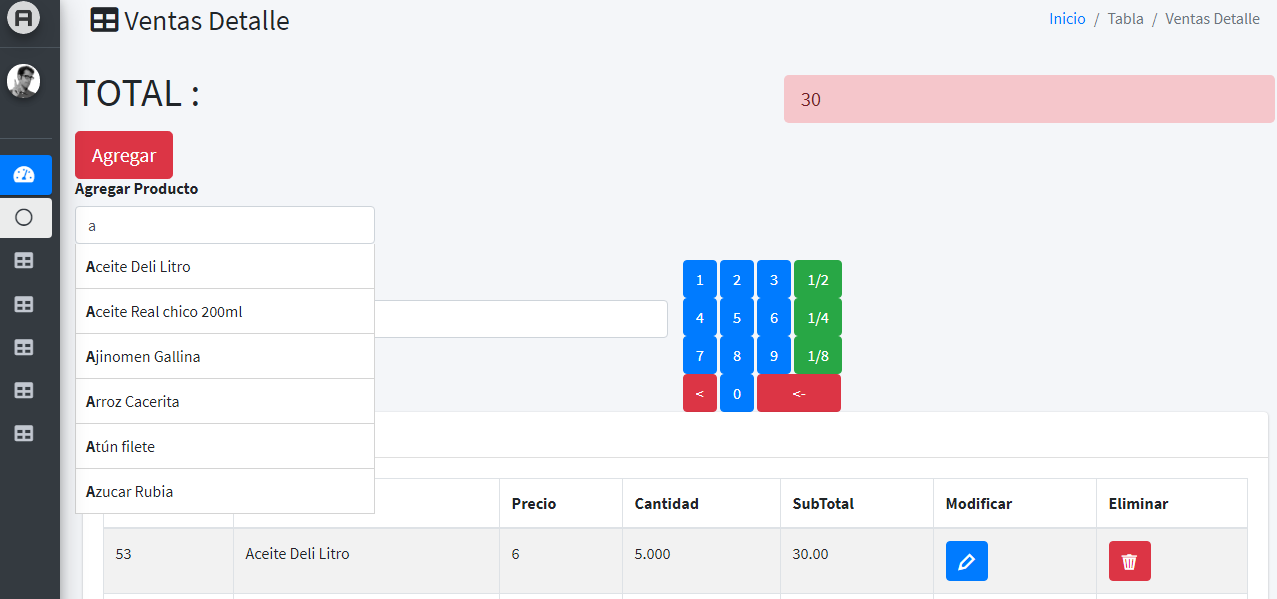 Ventas Detalle
Inicio / Tabla / Ventas Detalle
TOTAL :
30
Agregar
Agregar Producto
a
Aceite Deli Litro
Aceite Real chico 200ml
Ajinomen Gallina
Arroz Cacerita
Atún filete
Azucar Rubia
1 2 3 1/2
4 5 6 1/4
7 8 9 1/8
< 0 <-
Precio Cantidad SubTotal Modificar Eliminar
53 Aceite Deli Litro 6 5.000 30.00